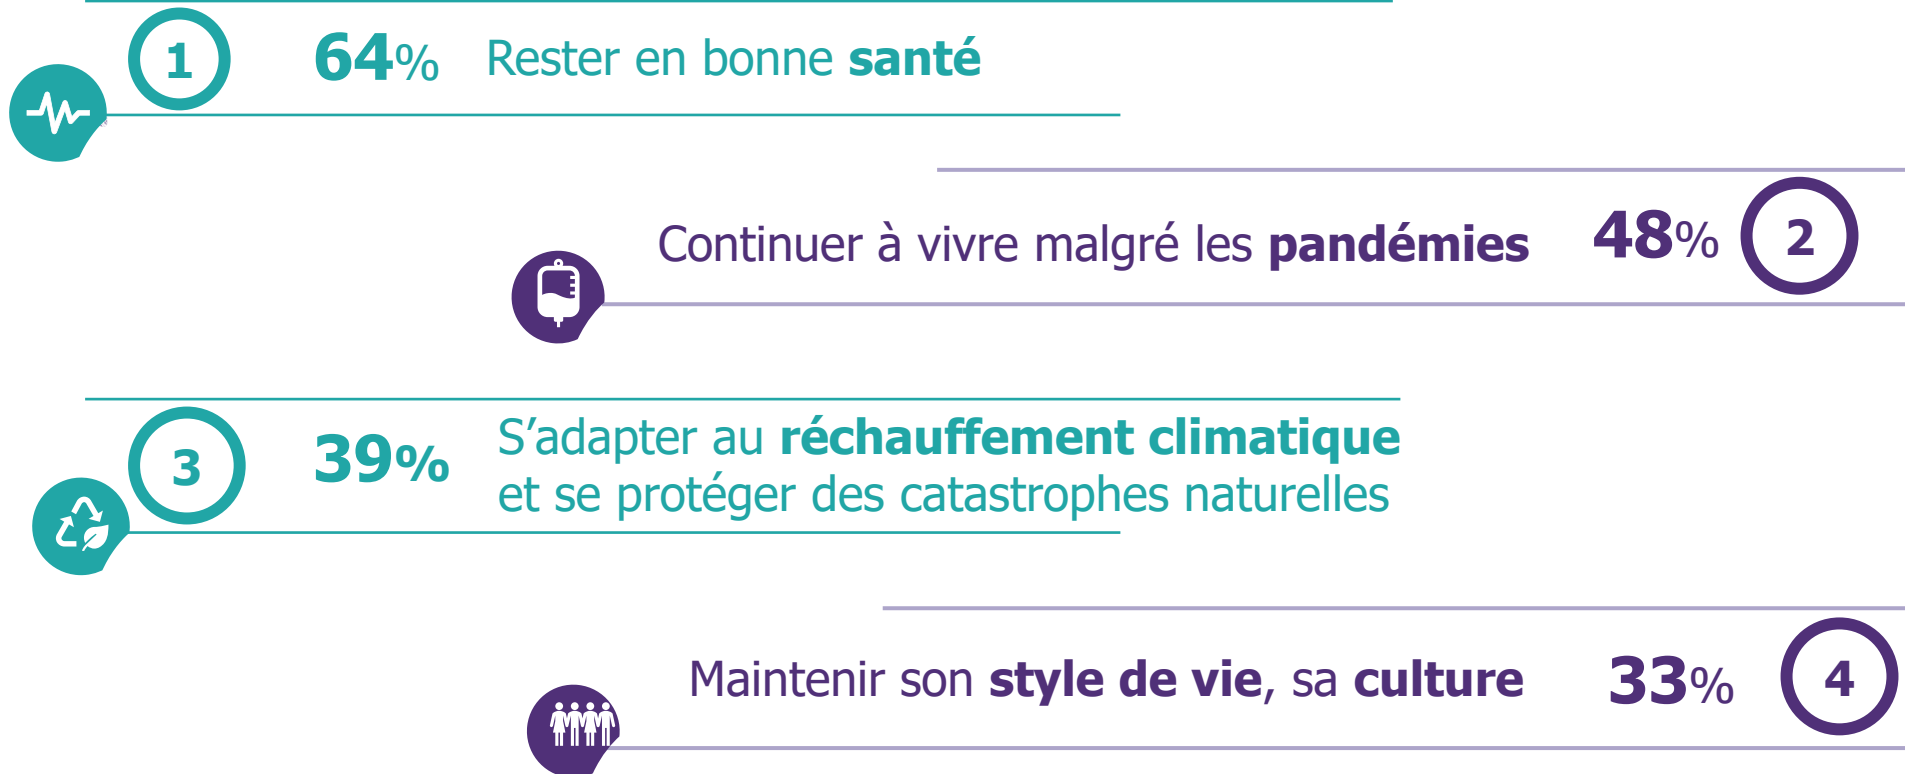 1 64% Rester en bonne santé
Continuer à vivre malgré les pandémies 48% 2
3 39% S’adapter au réchauffement climatique
et se protéger des catastrophes naturelles
Maintenir son style de vie, sa culture 33% 4